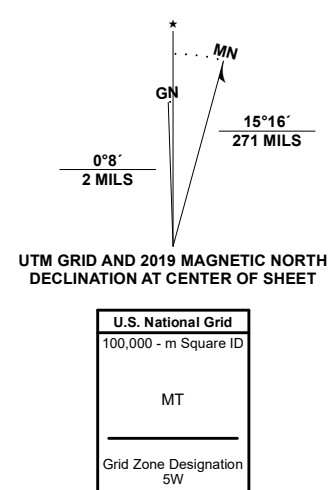 ★
MN
GN
15°16´
271 MILS
0°8´
2 MILS
UTM GRID AND 2019 MAGNETIC NORTH
DECLINATION AT CENTER OF SHEET
U.S. National Grid
100,000 - m Square ID
MT
Grid Zone Designation
5W